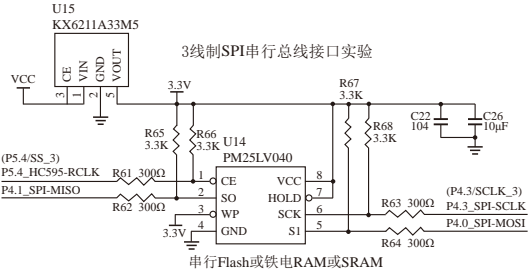 U15
KX6211A33M5
3线制SPI串行总线接口实验
CE
VIN
GND
VOUT
VCC
3 1 2 5
3.3V
R67
3.3K
R65
3.3K
R66
3.3K
U14
PM25LV040
R68
3.3K
C22
104
C26
10μF
(P5.4/SS_3)
P5.4_HC595-RCLK
R61 300Ω
1 CE
VCC 8
P4.1_SPI-MISO
R62 300Ω
2 SO
HOLD 7
3.3V
3 WP
SCK 6
R63 300Ω
(P4.3/SCLK_3)
P4.3_SPI-SCLK
4 GND
S1 5
R64 300Ω
P4.0_SPI-MOSI
串行Flash或铁电RAM或SRAM